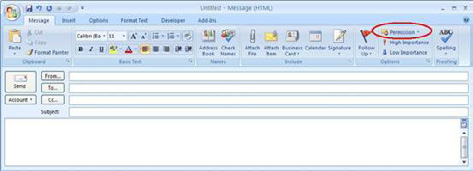 Untitled - Message (HTML)
Message Insert Options Format Text Developer Add-Ins
Paste
Cut
Copy
Format Painter
Clipboard
Calibri (Bo 11
B I U
Basic Text
Address Book
Check Names
Names
Attach File
Attach Item
Business Card
Calendar
Signature
Include
Follow Up
Permission
High Importance
Low Importance
Options
ABC
Spelling
Proofing
Send
Account
From...
To...
Cc...
Subject: